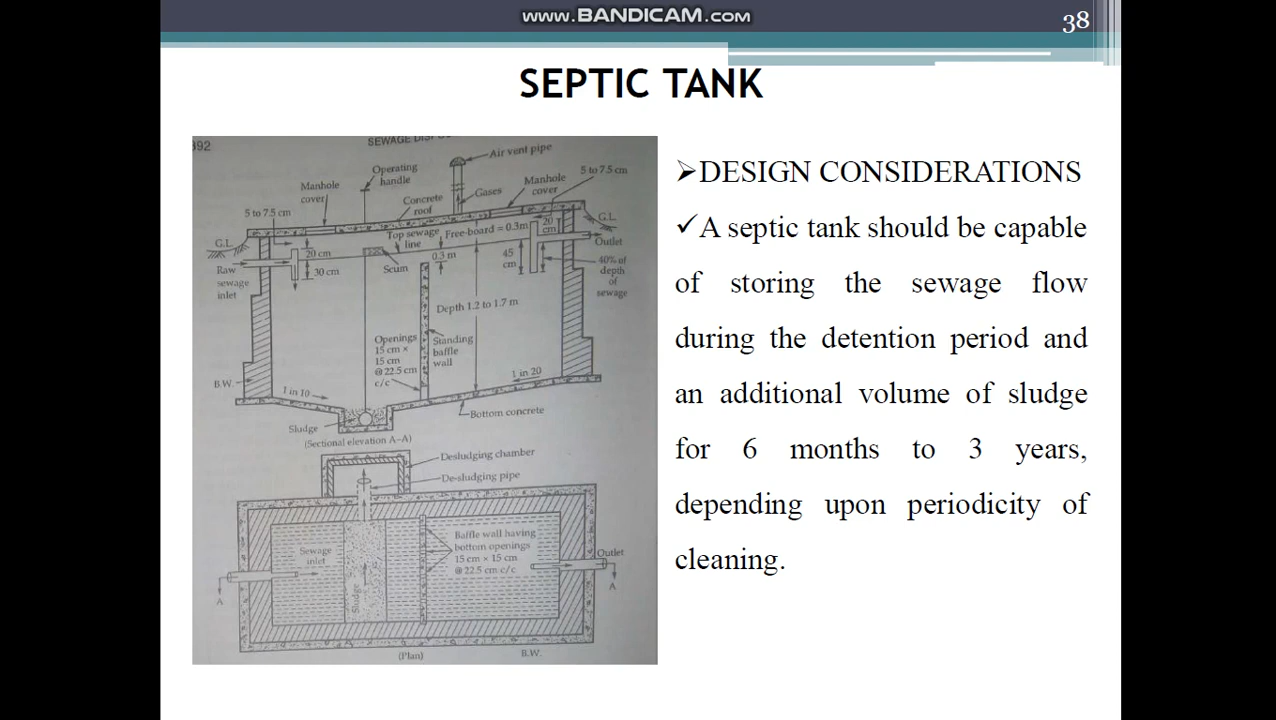 WWW.BANDICAM.COM
38
SEPTIC TANK
392
Operating
handle
Air vent pipe
Manhole
cover
Gases
Manhole
cover
5 to 7.5 cm
5 to 7.5 cm
Concrete
roof
G.L.
Top sewage
line
Free-board = 0.3m
20
cm
G.L.
Outlet
20 cm
Raw
sewage
inlet
30 cm
Scum
0.3 m
45
cm
40% of
depth
of
sewage
Depth 1.2 to 1.7 m
Openings
15 cm ×
15 cm
@ 22.5 cm
c/c
Standing
baffle
wall
B.W.
1 in 10
1 in 20
Bottom concrete
Sludge
(Sectional elevation A–A)
Desludging chamber
De-sludging pipe
Sewage
inlet
Baffle wall having
bottom openings
15 cm × 15 cm
@ 22.5 cm c/c
Outlet
A
Sludge
A
(Plan)
B.W.
➢DESIGN CONSIDERATIONS
✓A septic tank should be capable
of storing the sewage flow
during the detention period and
an additional volume of sludge
for 6 months to 3 years,
depending upon periodicity of
cleaning.